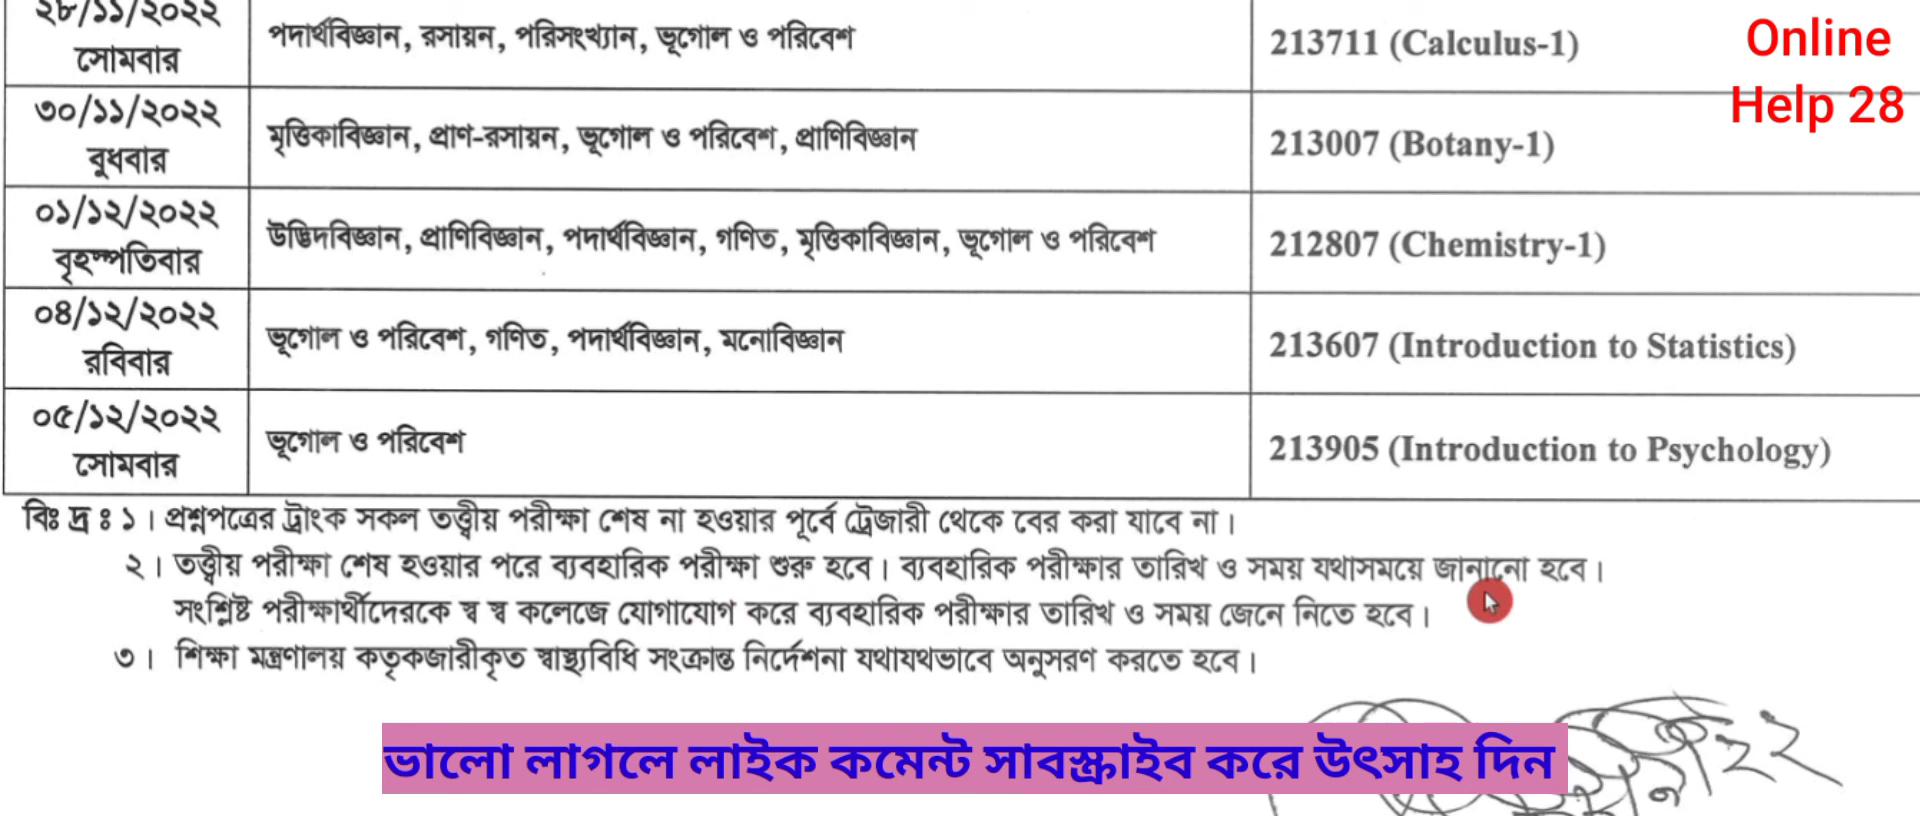 ২৮/১১/২০২২
সোমবার
পদার্থবিজ্ঞান, রসায়ন, পরিসংখ্যান, ভূগোল ও পরিবেশ
213711 (Calculus-1)
Online
Help 28
৩০/১১/২০২২
বুধবার
মৃত্তিকাবিজ্ঞান, প্রাণ-রসায়ন, ভূগোল ও পরিবেশ, প্রাণিবিজ্ঞান
213007 (Botany-1)
০১/১২/২০২২
বৃহস্পতিবার
উদ্ভিদবিজ্ঞান, প্রাণিবিজ্ঞান, পদার্থবিজ্ঞান, গণিত, মৃত্তিকাবিজ্ঞান, ভূগোল ও পরিবেশ
212807 (Chemistry-1)
০৪/১২/২০২২
রবিবার
ভূগোল ও পরিবেশ, গণিত, পদার্থবিজ্ঞান, মনোবিজ্ঞান
213607 (Introduction to Statistics)
০৫/১২/২০২২
সোমবার
ভূগোল ও পরিবেশ
213905 (Introduction to Psychology)
বিঃ দ্রঃ ১। প্রশ্নপত্রের ট্রাংক সকল তত্ত্বীয় পরীক্ষা শেষ না হওয়ার পূর্বে ট্রেজারী থেকে বের করা যাবে না।
২। তত্ত্বীয় পরীক্ষা শেষ হওয়ার পরে ব্যবহারিক পরীক্ষা শুরু হবে। ব্যবহারিক পরীক্ষার তারিখ ও সময় যথাসময়ে জানানো হবে।
সংশ্লিষ্ট পরীক্ষার্থীদেরকে স্ব স্ব কলেজে যোগাযোগ করে ব্যবহারিক পরীক্ষার তারিখ ও সময় জেনে নিতে হবে।
৩। শিক্ষা মন্ত্রণালয় কতৃকজারীকৃত স্বাস্থ্যবিধি সংক্রান্ত নির্দেশনা যথাযথভাবে অনুসরণ করতে হবে।
ভালো লাগলে লাইক কমেন্ট সাবস্ক্রাইব করে উৎসাহ দিন